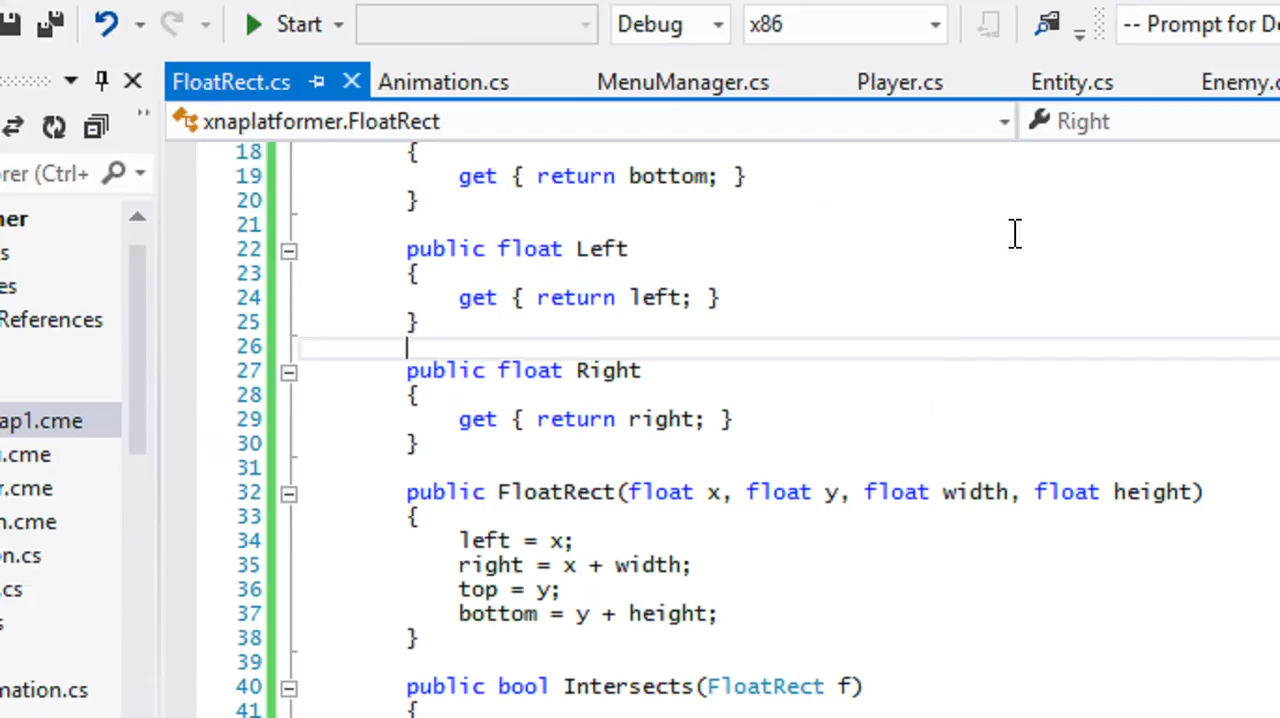 Start Debug x86 -- Prompt for De
FloatRect.cs Animation.cs MenuManager.cs Player.cs Entity.cs Enemy.c
xnaplatformer.FloatRect Right
orer (Ctrl+
ner
s
es
References
ap1.cme
.cme
r.cme
n.cme
on.cs
.cs
s
mation.cs
18 {
19 get { return bottom; }
20 }
21
22 public float Left
23 {
24 get { return left; }
25 }
26
27 public float Right
28 {
29 get { return right; }
30 }
31
32 public FloatRect(float x, float y, float width, float height)
33 {
34 left = x;
35 right = x + width;
36 top = y;
37 bottom = y + height;
38 }
39
40 public bool Intersects(FloatRect f)
41 {